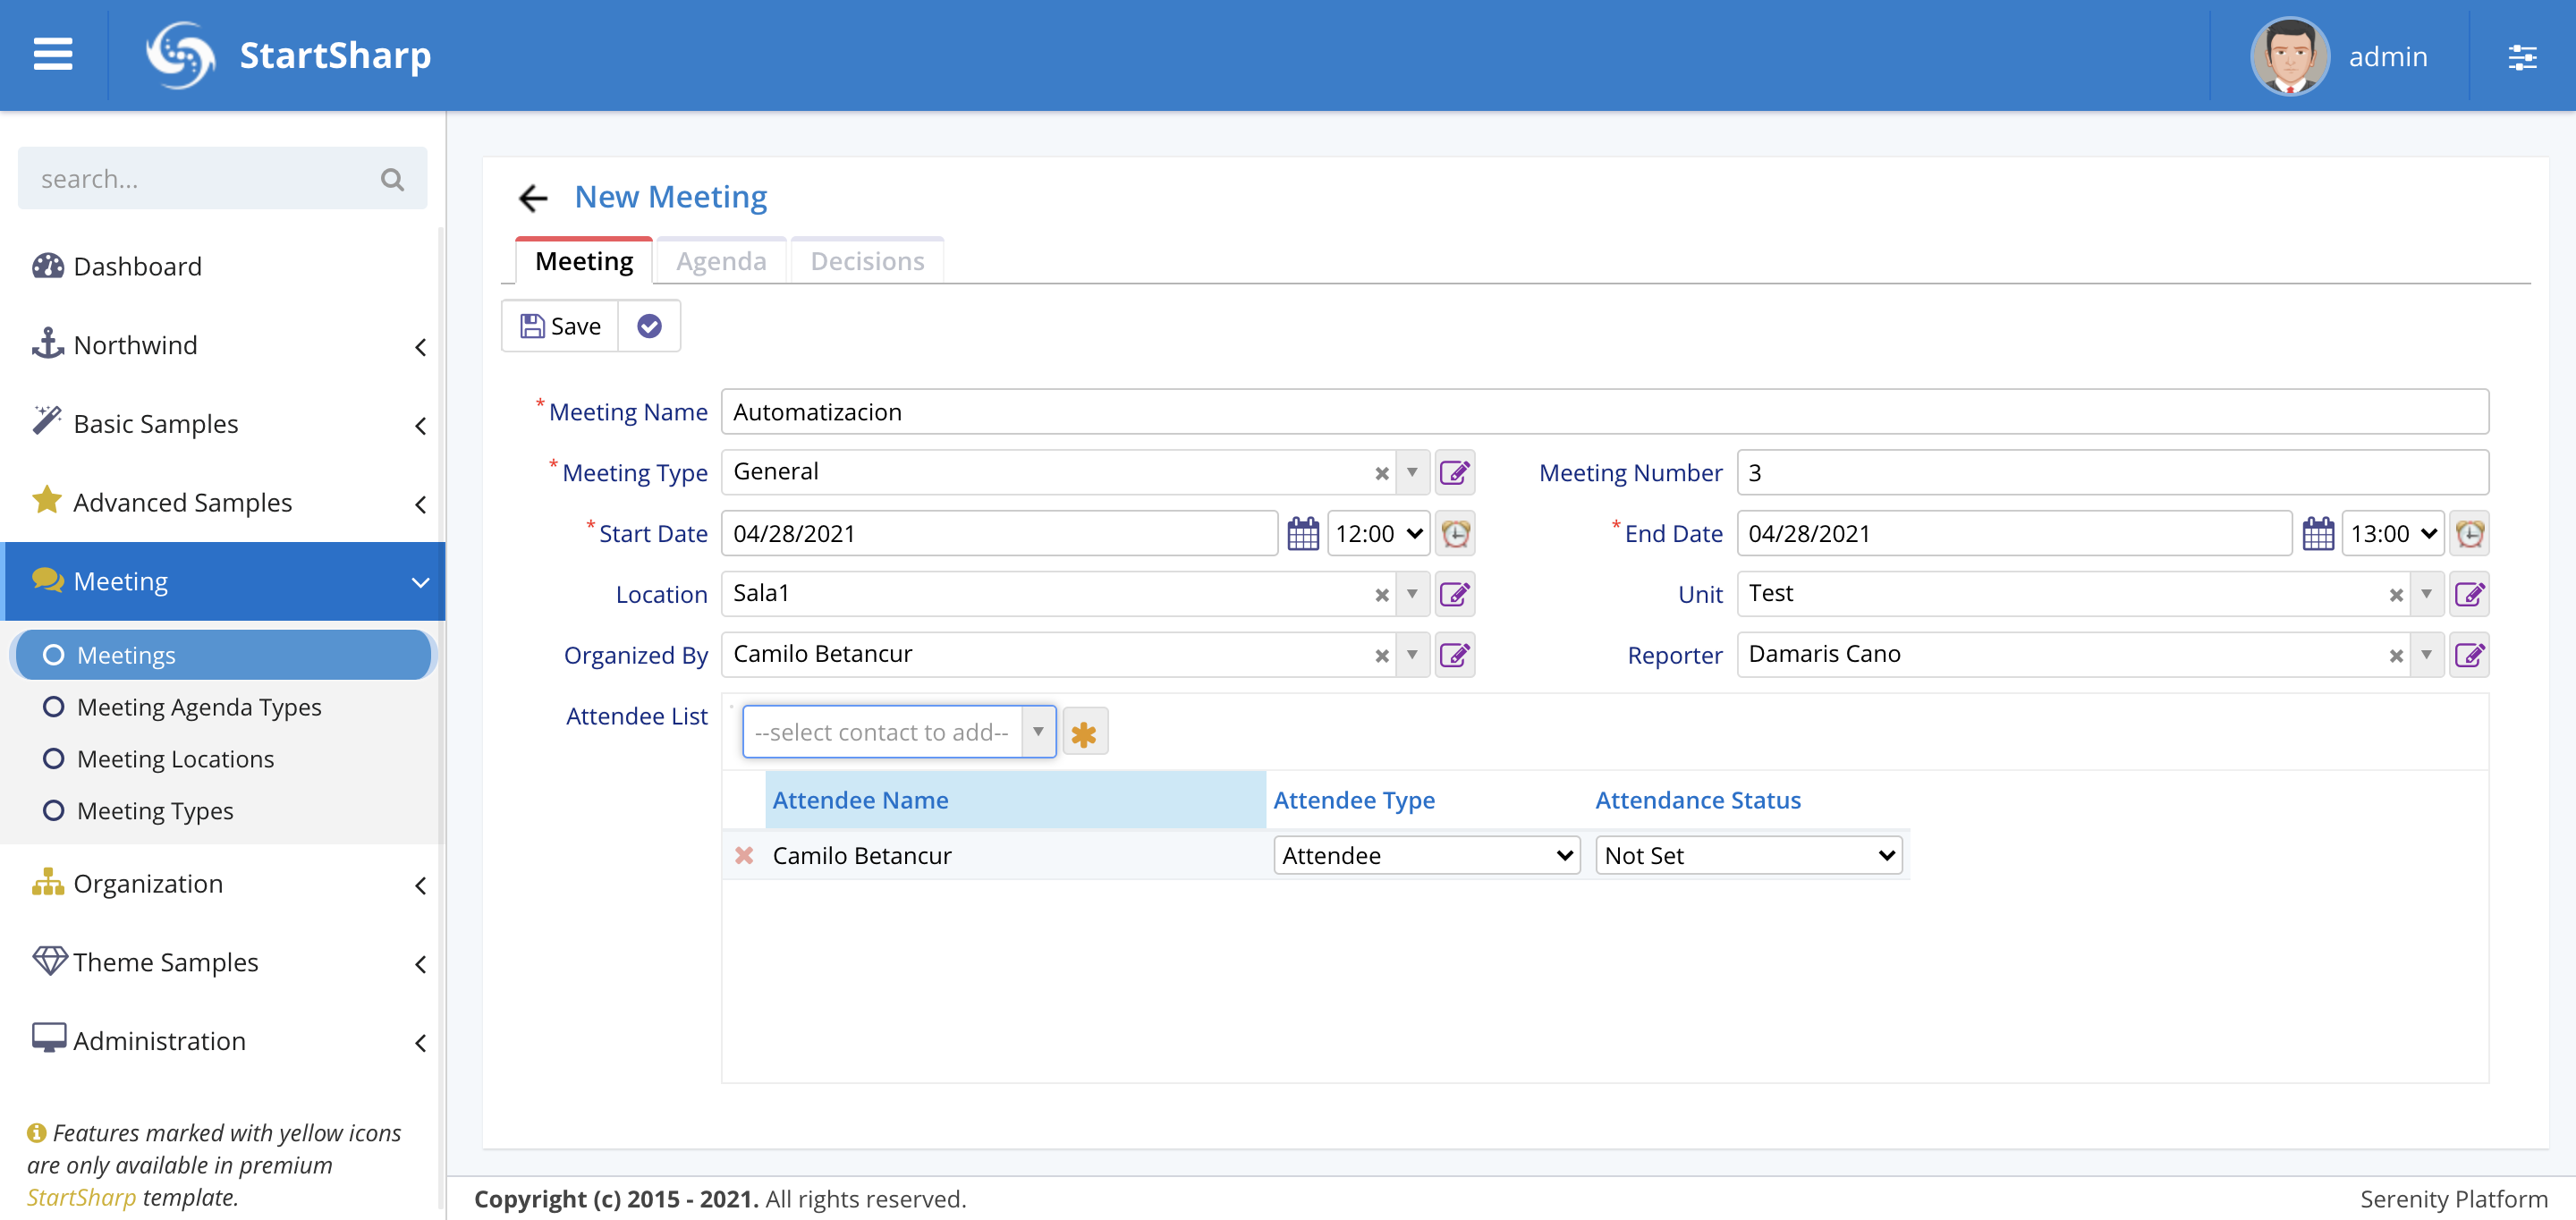 StartSharp
admin
search...
Dashboard
Northwind
Basic Samples
Advanced Samples
Meeting
Meetings
Meeting Agenda Types
Meeting Locations
Meeting Types
Organization
Theme Samples
Administration
Features marked with yellow icons
are only available in premium
StartSharp template.
New Meeting
Meeting Agenda Decisions
Save
*Meeting Name Automatizacion
*Meeting Type General Meeting Number 3
*Start Date 04/28/2021 12:00 *End Date 04/28/2021 13:00
Location Sala1 Unit Test
Organized By Camilo Betancur Reporter Damaris Cano
Attendee List --select contact to add--
Attendee Name Attendee Type Attendance Status
Camilo Betancur Attendee Not Set
Copyright (c) 2015 - 2021. All rights reserved. Serenity Platform